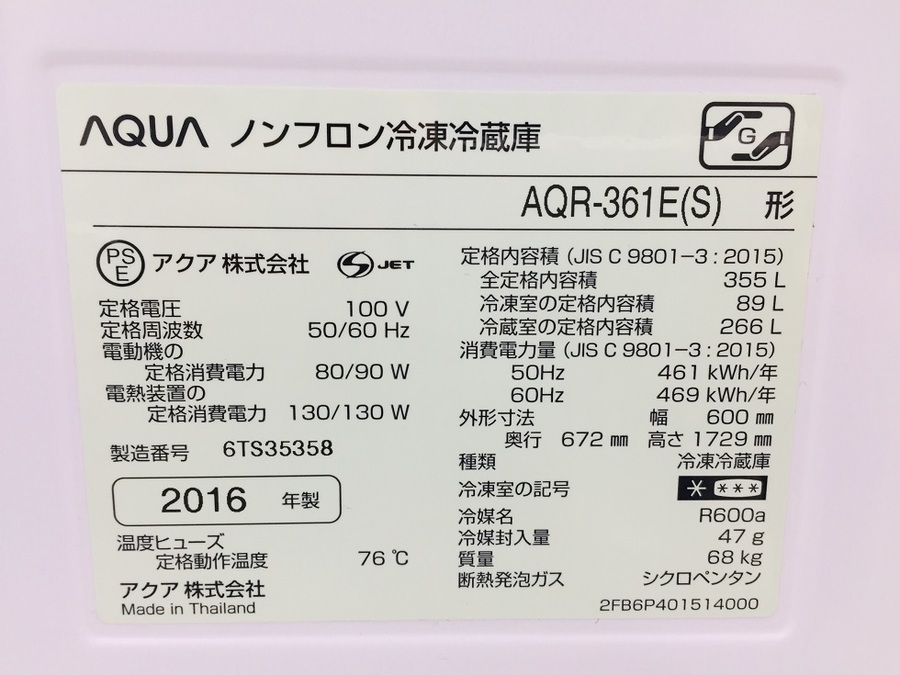 AQUA ノンフロン冷凍冷蔵庫
G
AQR-361E(S) 形
PS
E
アクア 株式会社
S JET
定格電圧 100 V
定格周波数 50/60 Hz
電動機の
定格消費電力 80/90 W
電熱装置の
定格消費電力 130/130 W
製造番号 6TS35358
2016 年製
温度ヒューズ
定格動作温度 76 ℃
アクア 株式会社
Made in Thailand
定格内容積 (JIS C 9801-3 : 2015)
全定格内容積 355 L
冷凍室の定格内容積 89 L
冷蔵室の定格内容積 266 L
消費電力量 (JIS C 9801-3 : 2015)
50Hz 461 kWh/年
60Hz 469 kWh/年
外形寸法 幅 600 mm
奥行 672 mm 高さ 1729 mm
種類 冷凍冷蔵庫
冷凍室の記号 * ***
冷媒名 R600a
冷媒封入量 47 g
質量 68 kg
断熱発泡ガス シクロペンタン
2FB6P401514000